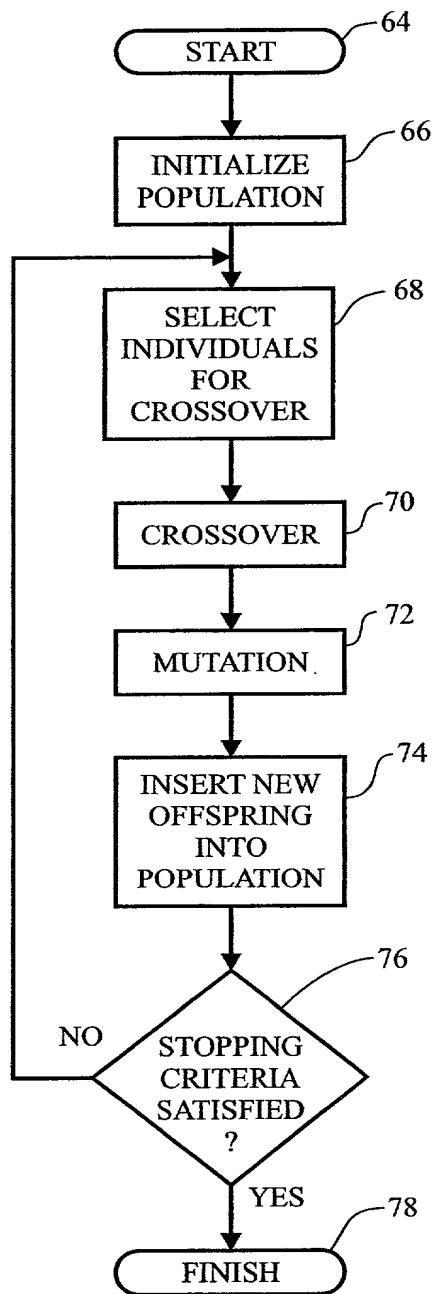 64
START
66
INITIALIZE
POPULATION
68
SELECT
INDIVIDUALS
FOR
CROSSOVER
70
CROSSOVER
72
MUTATION
74
INSERT NEW
OFFSPRING
INTO
POPULATION
76
NO
STOPPING
CRITERIA
SATISFIED
?
YES
78
FINISH